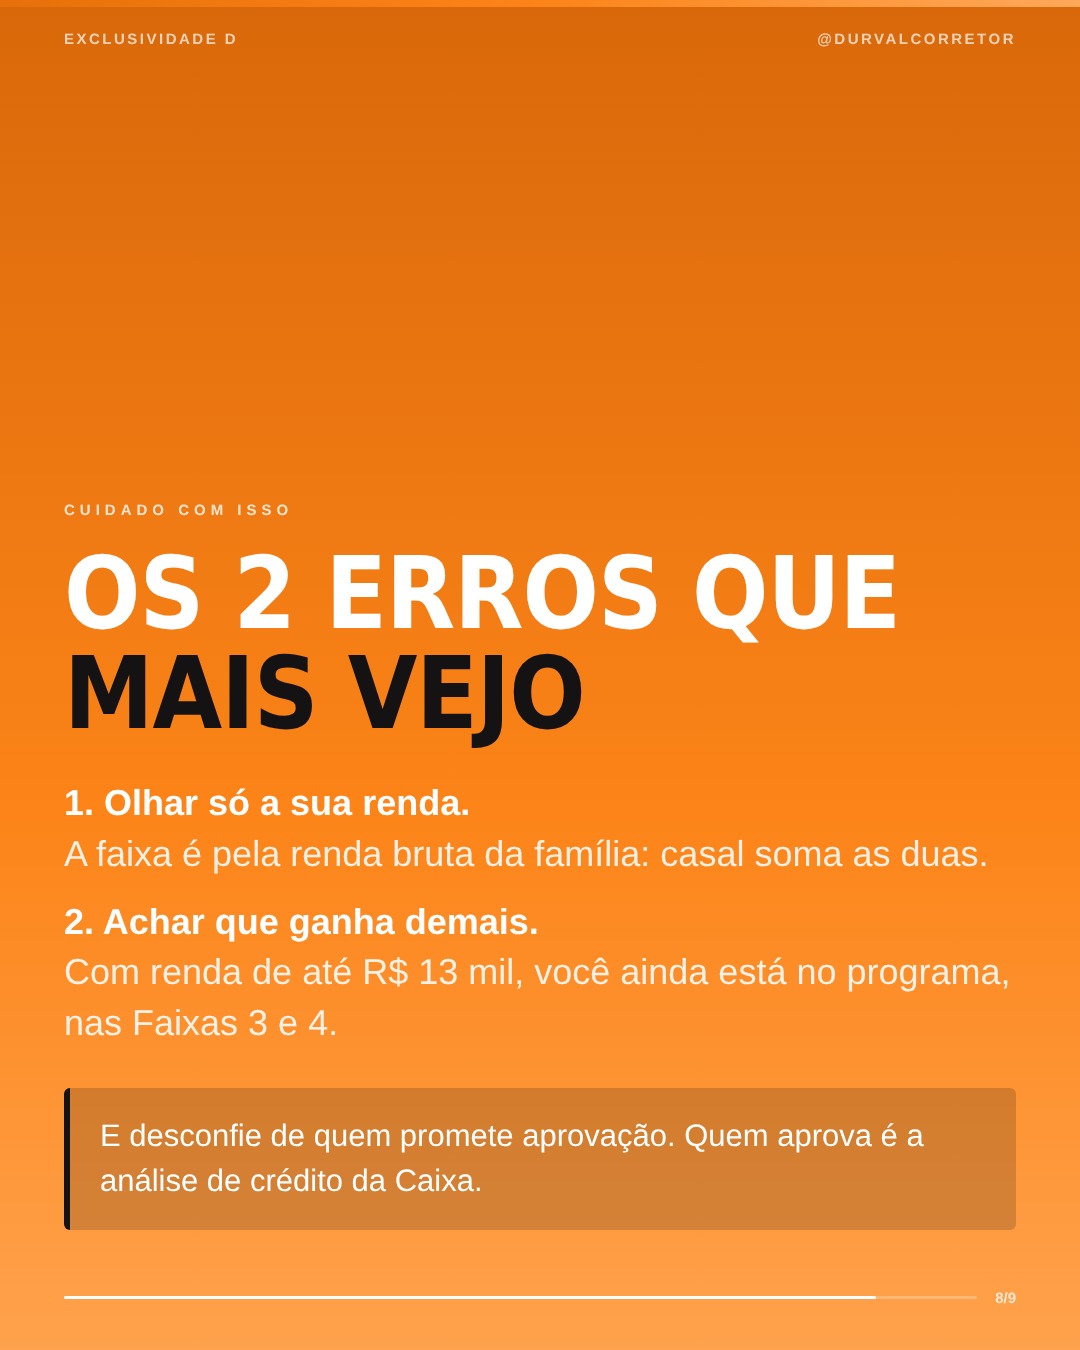 EXCLUSIVIDADE D
@DURVALCORRETOR
CUIDADO COM ISSO
OS 2 ERROS QUE
MAIS VEJO
1. Olhar só a sua renda.
A faixa é pela renda bruta da família: casal soma as duas.
2. Achar que ganha demais.
Com renda de até R$ 13 mil, você ainda está no programa,
nas Faixas 3 e 4.
E desconfie de quem promete aprovação. Quem aprova é a
análise de crédito da Caixa.
8/9